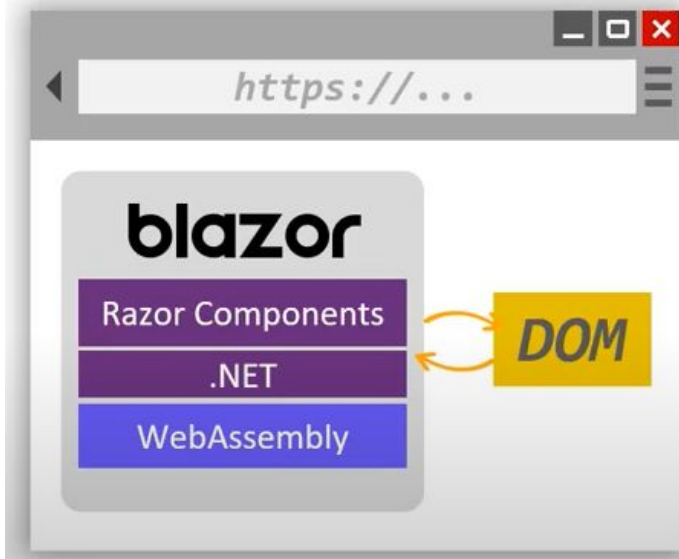 https://...
blazor
Razor Components
.NET
WebAssembly
DOM